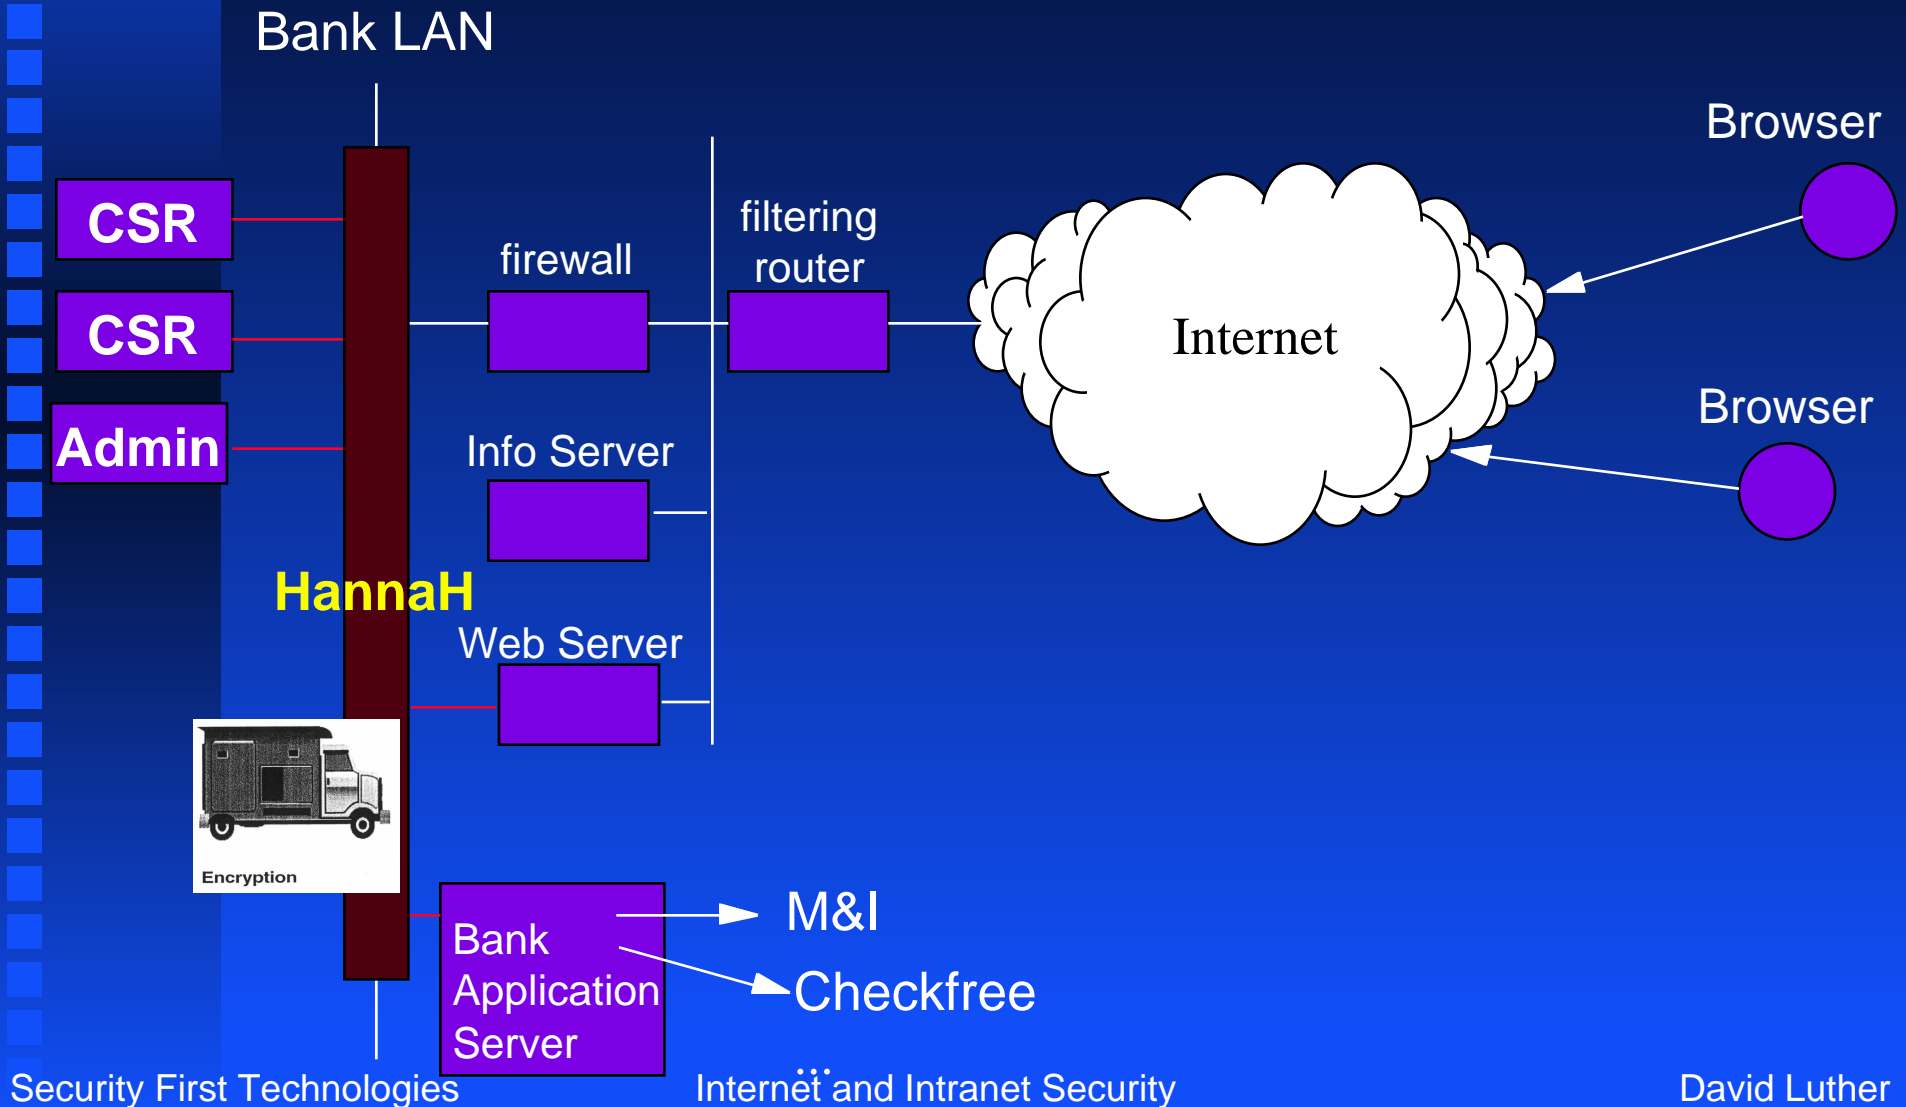 Bank LAN
Browser
CSR
filtering
router
firewall
CSR
Internet
Browser
Admin
Info Server
HannaH
Web Server
Encryption
M&I
Bank
Application
Server
Checkfree
...
Security First Technologies
Internet and Intranet Security
David Luther